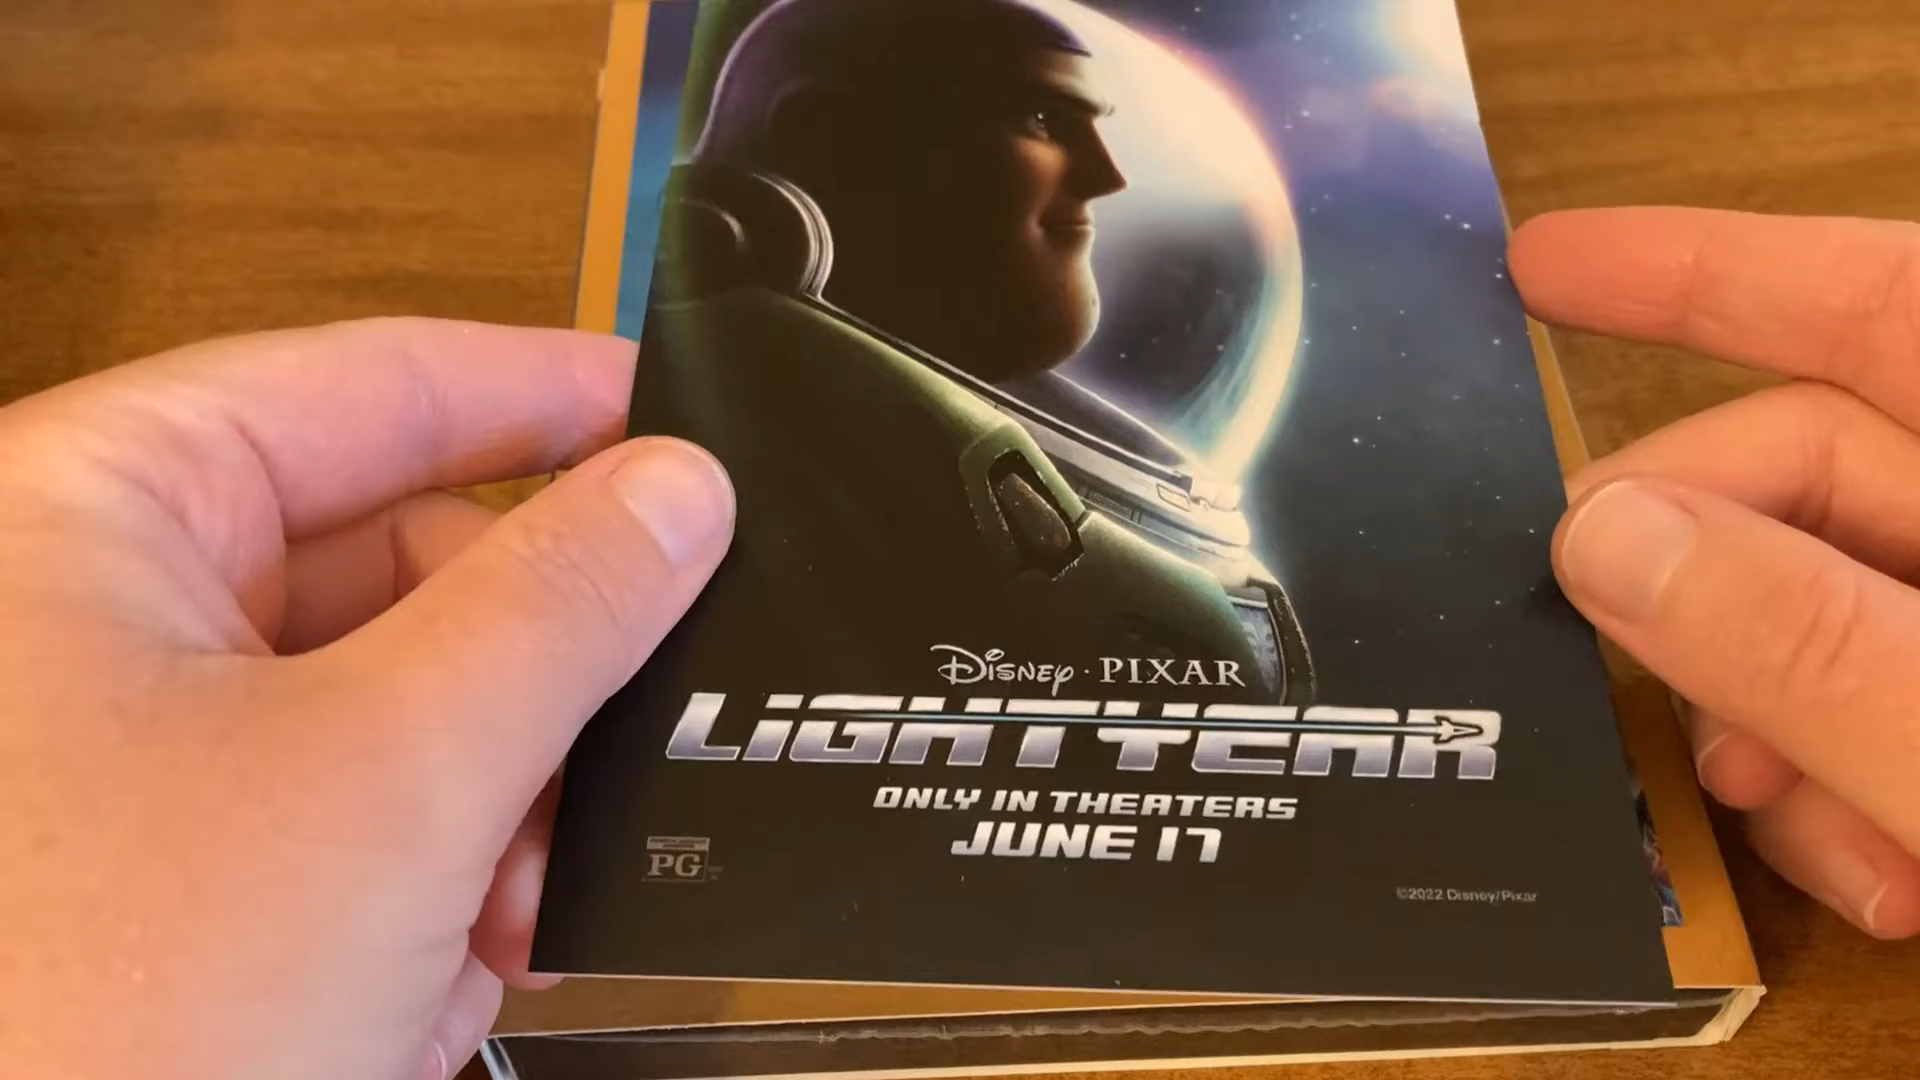 Disney · PIXAR
LiGHTYEAR
ONLY IN THEATERS
JUNE 17
PG
©2022 Disney/Pixar